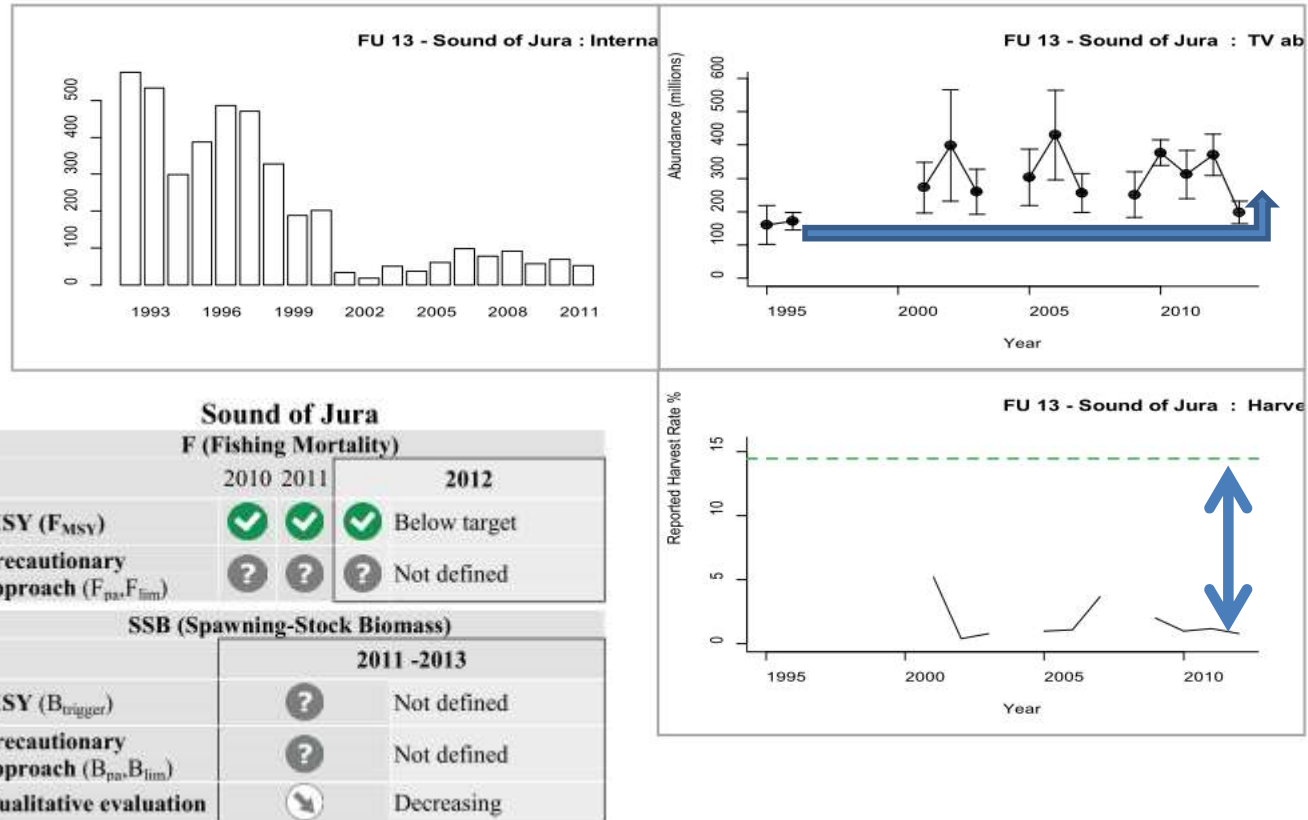 FU 13 - Sound of Jura : Interna
0 100 200 300 400 500
1993 1996 1999 2002 2005 2008 2011
FU 13 - Sound of Jura : TV ab
Abundance (millions)
0 100 200 300 400 500 600
1995 2000 2005 2010
Year
Sound of Jura
F (Fishing Mortality)
2010 2011 2012
SY (FMSY) Below target
recautionary
pproach (Fpa,Flim) ? ? ? Not defined
SSB (Spawning-Stock Biomass)
2011 -2013
SY (Btrigger) ? Not defined
recautionary
pproach (Bpa,Blim) ? Not defined
ualitative evaluation Decreasing
FU 13 - Sound of Jura : Harve
Reported Harvest Rate %
0 5 10 15
1995 2000 2005 2010
Year